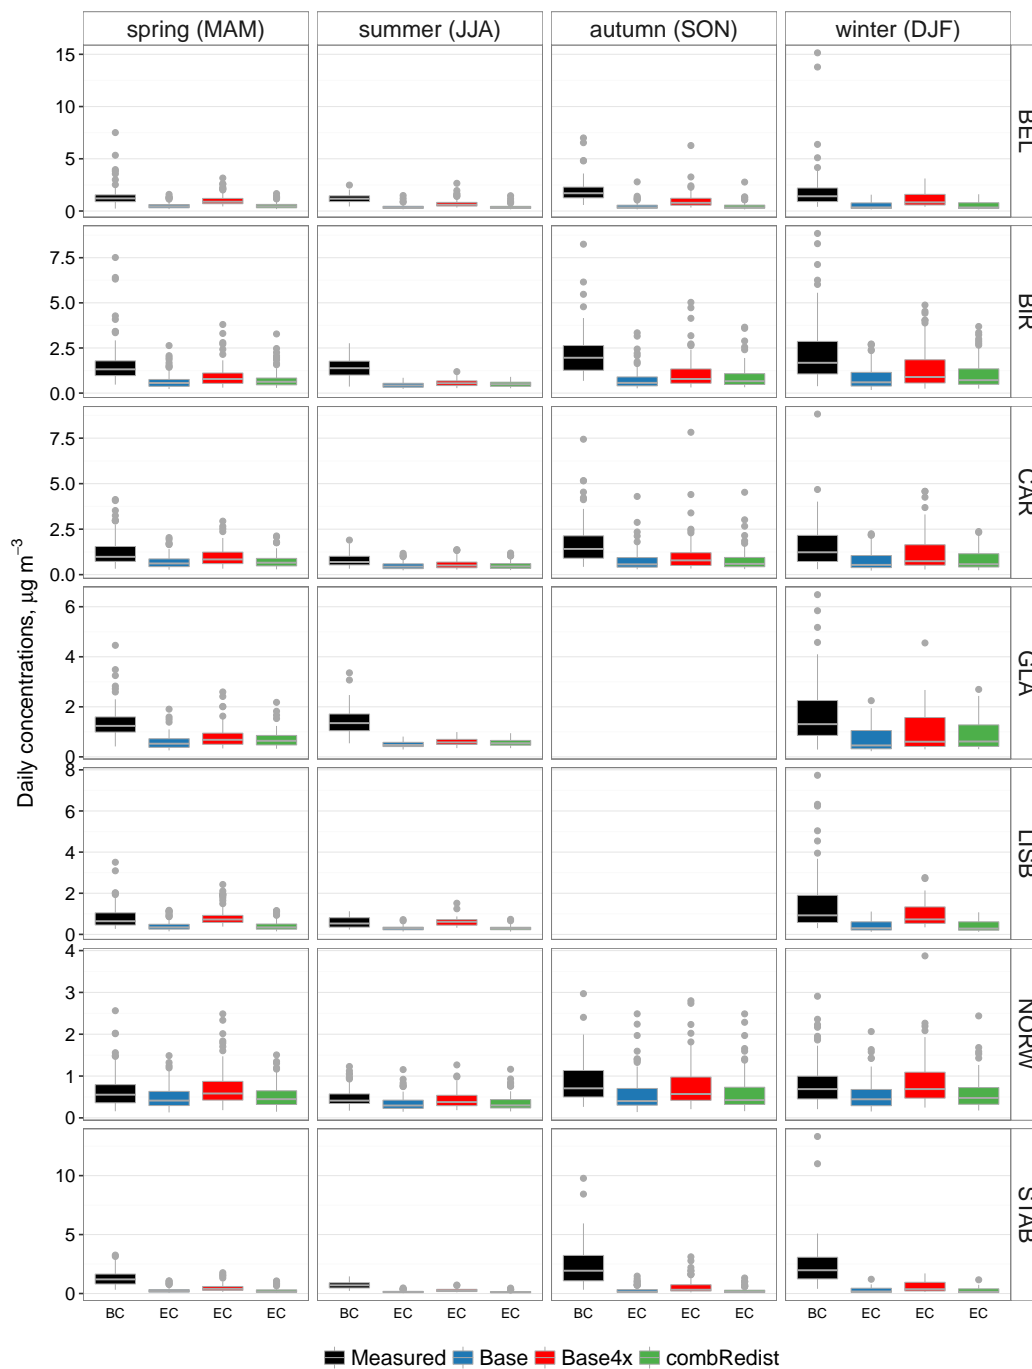 spring (MAM) summer (JJA) autumn (SON) winter (DJF)
15
10
5
0
BEL
7.5
5.0
2.5
0.0
BIR
7.5
5.0
2.5
0.0
CAR
6
4
2
0
GLA
8
6
4
2
0
LISB
4
3
2
1
0
NORW
10
5
0
STAB
Daily concentrations, µg m⁻³
BC EC EC EC BC EC EC EC BC EC EC EC BC EC EC EC
Measured Base Base4x combRedist